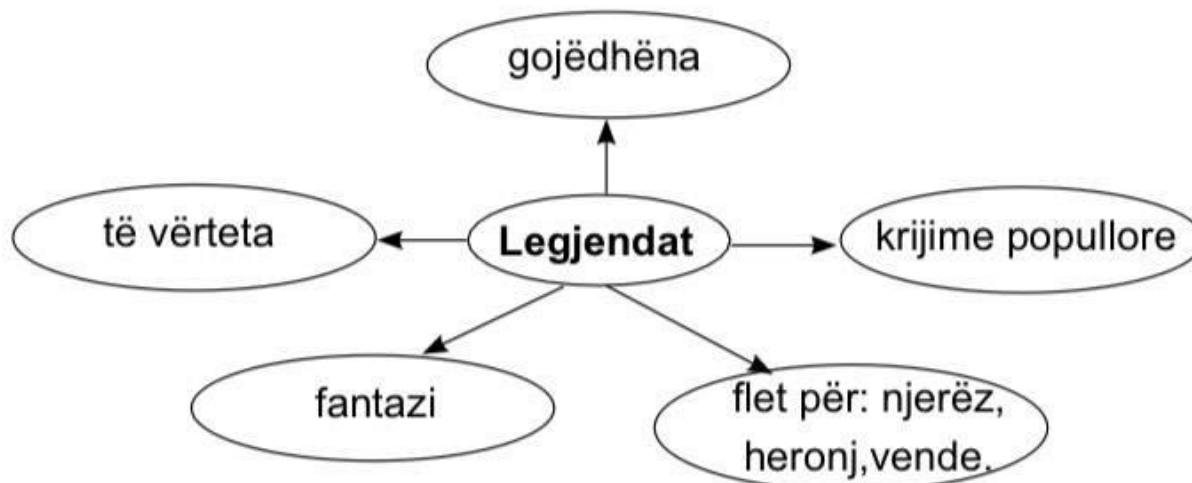 gojëdhëna
të vërteta
Legjendat
krijime popullore
fantazi
flet për: njerëz,
heronj,vende.